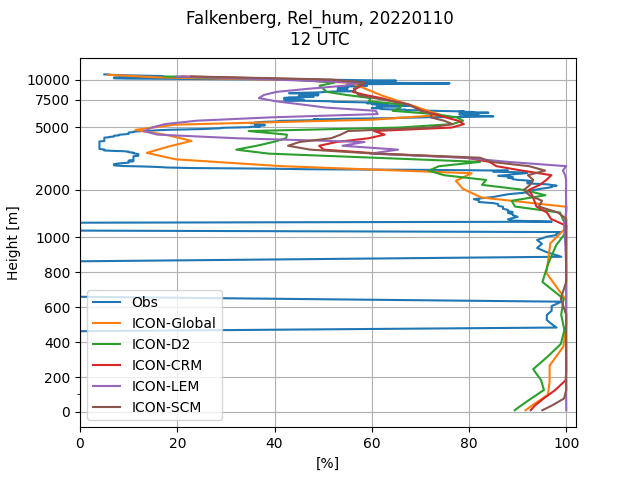 Falkenberg, Rel_hum, 20220110
12 UTC
Height [m]
10000
7500
5000
2000
1000
800
600
400
200
0
Obs
ICON-Global
ICON-D2
ICON-CRM
ICON-LEM
ICON-SCM
0 20 40 60 80 100
[%]